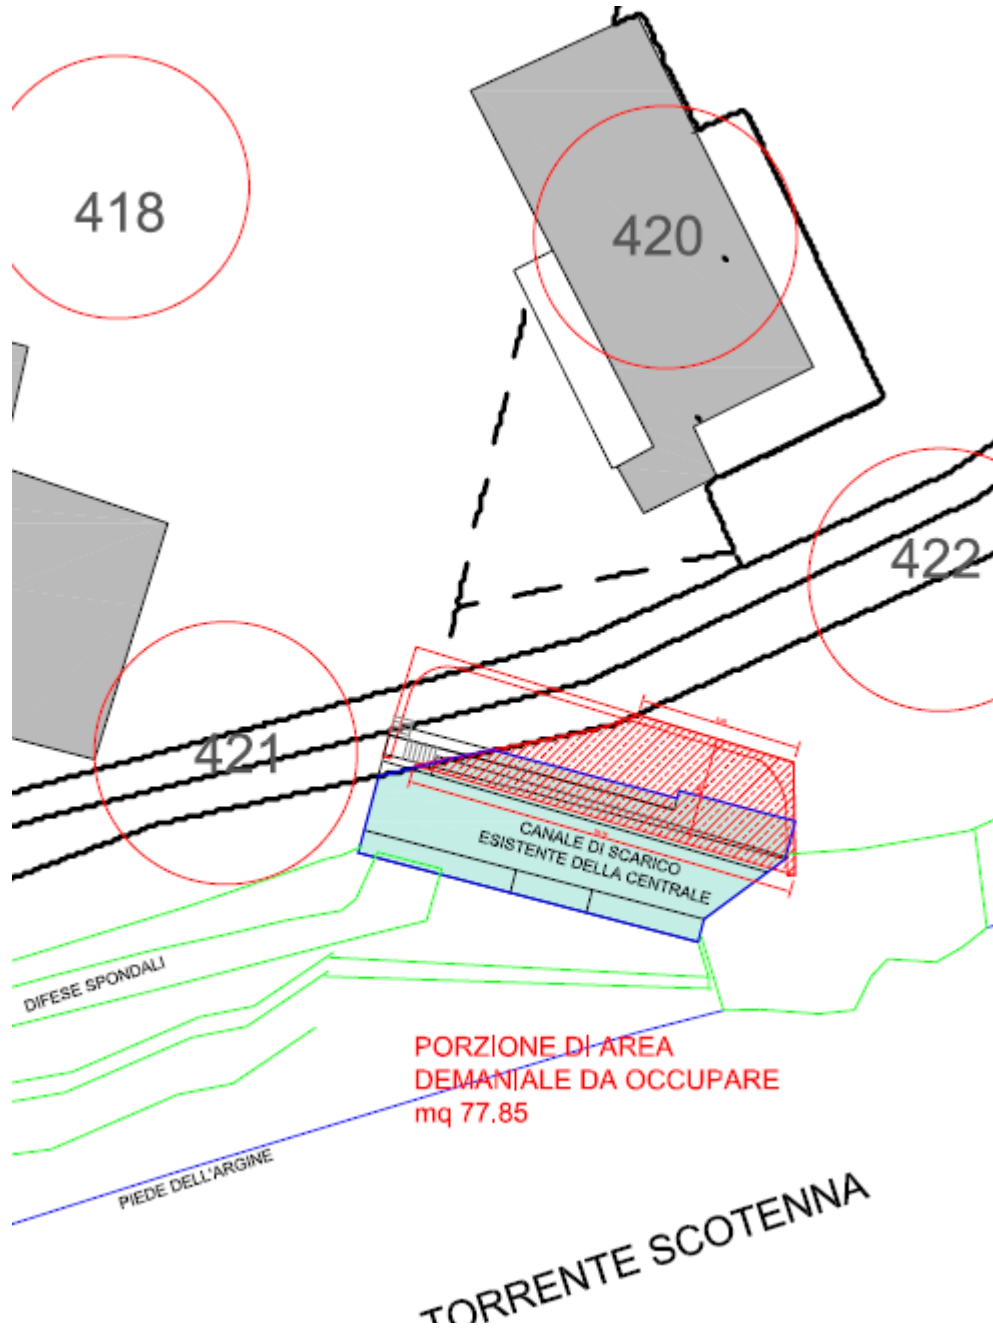 418
420
422
421
CANALE DI SCARICO
ESISTENTE DELLA CENTRALE
DIFESE SPONDALI
PORZIONE DI AREA
DEMANIALE DA OCCUPARE
mq 77.85
PIEDE DELL'ARGINE
TORRENTE SCOTENNA